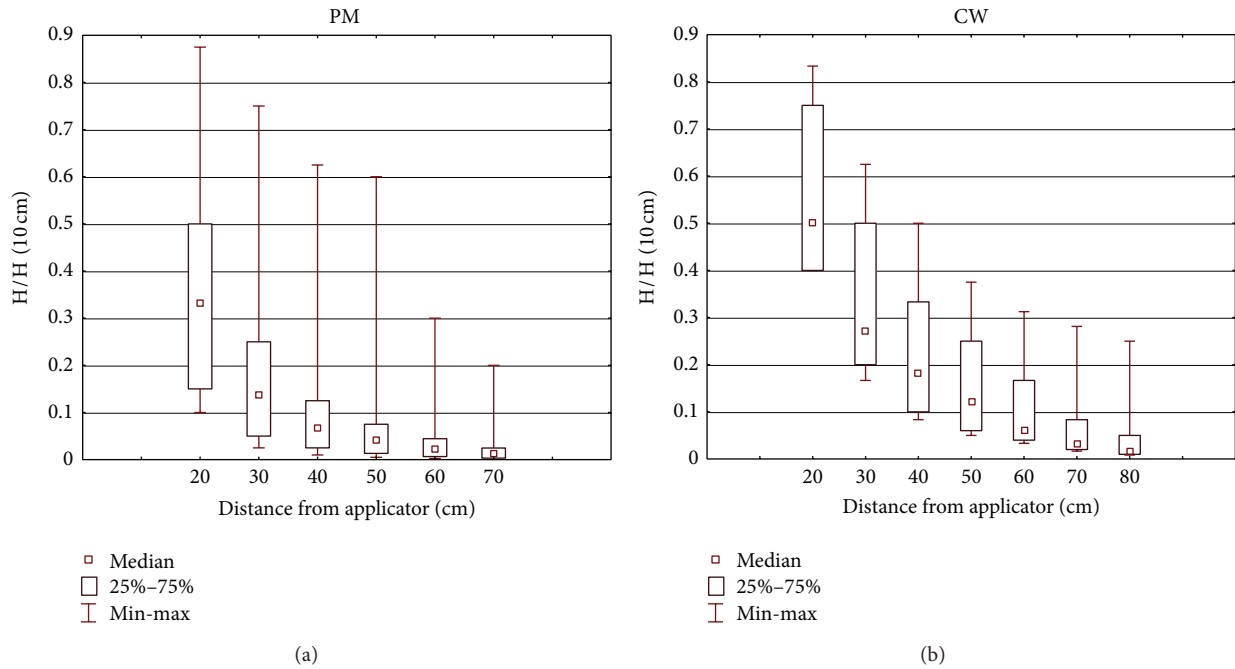 PM
0.9
0.8
0.7
0.6
0.5
0.4
0.3
0.2
0.1
0
H/H (10 cm)
20 30 40 50 60 70
Distance from applicator (cm)
Median
25%–75%
Min-max
(a)
CW
0.9
0.8
0.7
0.6
0.5
0.4
0.3
0.2
0.1
0
H/H (10 cm)
20 30 40 50 60 70 80
Distance from applicator (cm)
Median
25%–75%
Min-max
(b)